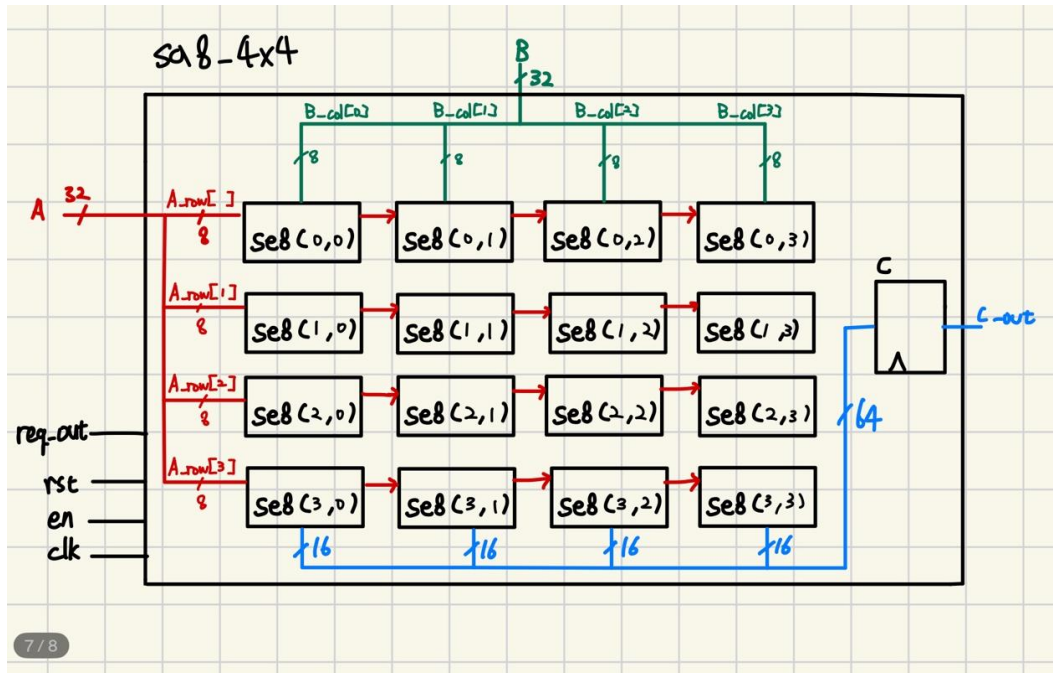 sa8_4x4
B
32
B_col[0] B_col[1] B_col[2] B_col[3]
8 8 8 8
A 32 A_row[ ]
8
se8(0,0) se8(0,1) se8(0,2) se8(0,3)
A_row[1]
8
se8(1,0) se8(1,1) se8(1,2) se8(1,3)
C
C_out
A_row[2]
8
se8(2,0) se8(2,1) se8(2,2) se8(2,3)
64
req_out
A_row[3]
8
rst
se8(3,0) se8(3,1) se8(3,2) se8(3,3)
en
clk
16 16 16 16
7/8